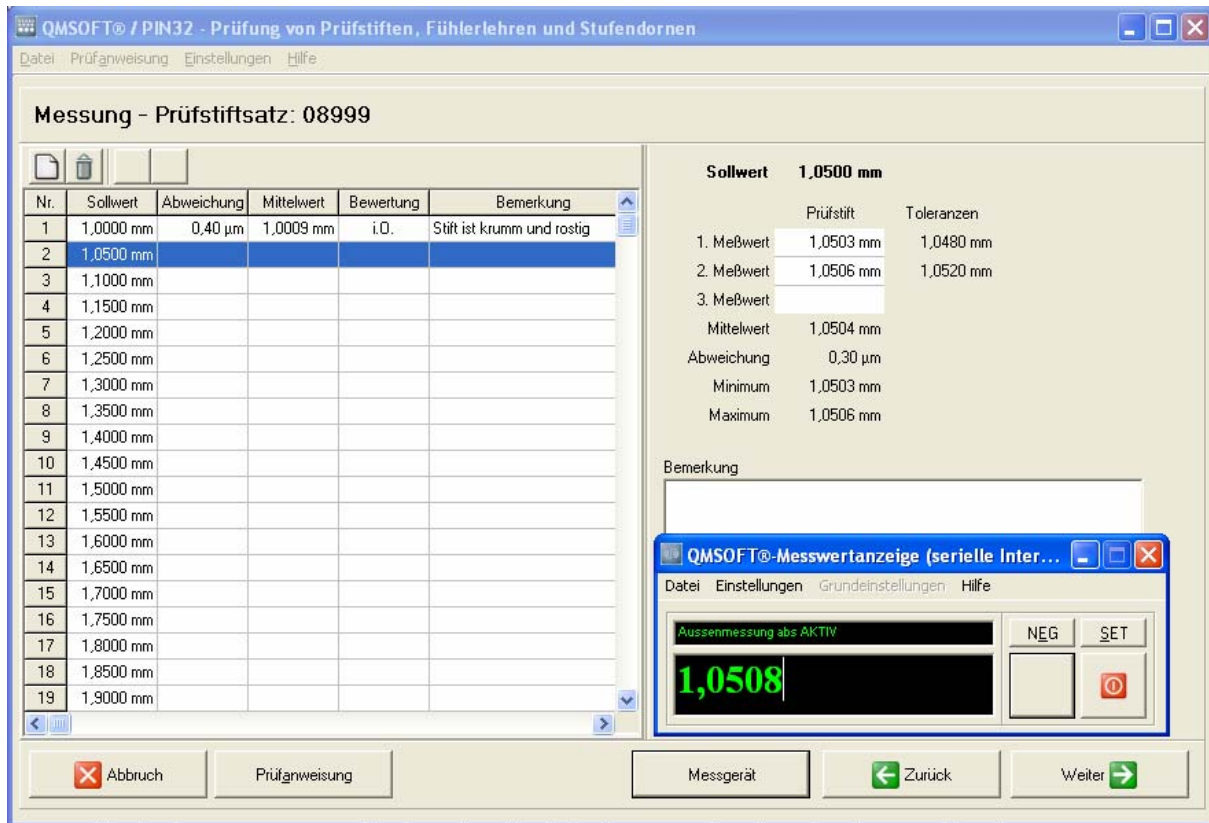 QMSOFT® / PIN32 - Prüfung von Prüfstiften, Fühlerlehren und Stufendornen
Datei Prüfanweisung Einstellungen Hilfe
Messung - Prüfstiftsatz: 08999
Nr. Sollwert Abweichung Mittelwert Bewertung Bemerkung
1 1,0000 mm 0,40 µm 1,0009 mm i.O. Stift ist krumm und rostig
2 1,0500 mm
3 1,1000 mm
4 1,1500 mm
5 1,2000 mm
6 1,2500 mm
7 1,3000 mm
8 1,3500 mm
9 1,4000 mm
10 1,4500 mm
11 1,5000 mm
12 1,5500 mm
13 1,6000 mm
14 1,6500 mm
15 1,7000 mm
16 1,7500 mm
17 1,8000 mm
18 1,8500 mm
19 1,9000 mm
Sollwert 1,0500 mm
Prüfstift Toleranzen
1. Meßwert 1,0503 mm 1,0480 mm
2. Meßwert 1,0506 mm 1,0520 mm
3. Meßwert
Mittelwert 1,0504 mm
Abweichung 0,30 µm
Minimum 1,0503 mm
Maximum 1,0506 mm
Bemerkung
QMSOFT®-Messwertanzeige (serielle Inter...
Datei Einstellungen Grundeinstellungen Hilfe
Aussenmessung abs AKTIV
NEG SET
1,0508
Abbruch Prüfanweisung Messgerät Zurück Weiter